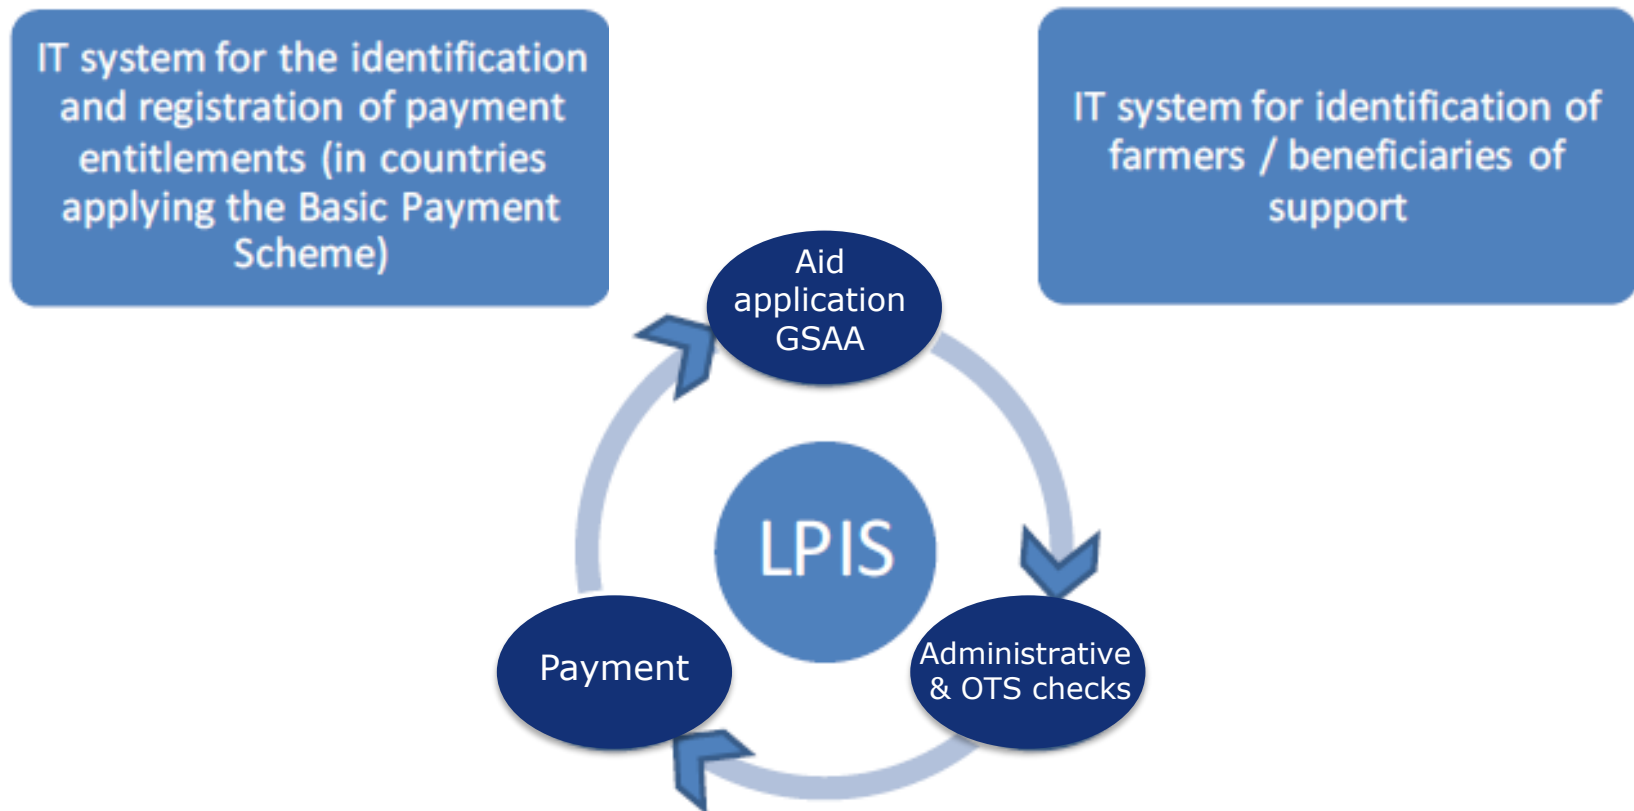 IT system for the identification
and registration of payment
entitlements (in countries
applying the Basic Payment
Scheme)
IT system for identification of
farmers / beneficiaries of
support
Aid
application
GSAA
LPIS
Payment
Administrative
& OTS checks